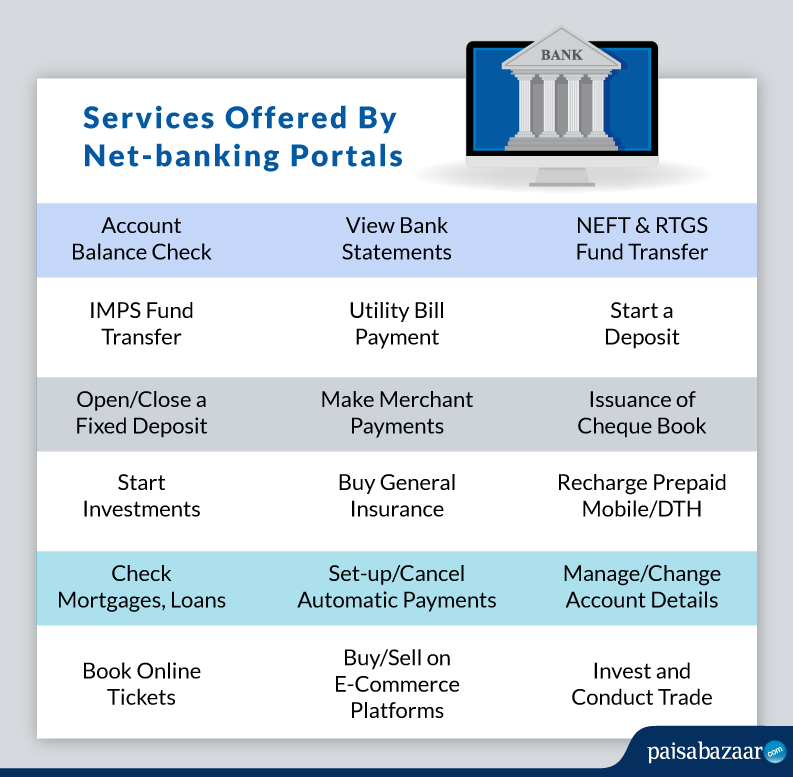 BANK
Services Offered By
Net-banking Portals
Account
Balance Check
View Bank
Statements
NEFT & RTGS
Fund Transfer
IMPS Fund
Transfer
Utility Bill
Payment
Start a
Deposit
Open/Close a
Fixed Deposit
Make Merchant
Payments
Issuance of
Cheque Book
Start
Investments
Buy General
Insurance
Recharge Prepaid
Mobile/DTH
Check
Mortgages, Loans
Set-up/Cancel
Automatic Payments
Manage/Change
Account Details
Book Online
Tickets
Buy/Sell on
E-Commerce
Platforms
Invest and
Conduct Trade
paisabazaar.com